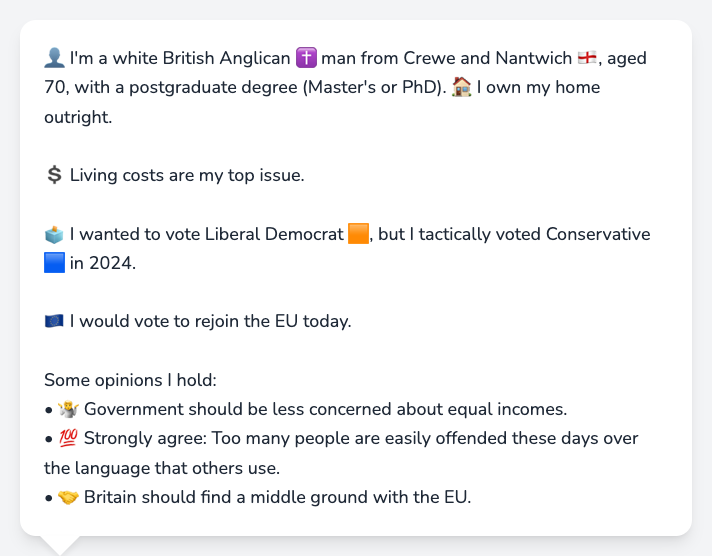 👤 I'm a white British Anglican ✝️ man from Crewe and Nantwich 🏴󠁧󠁢󠁥󠁮󠁧󠁿, aged
70, with a postgraduate degree (Master's or PhD). 🏠 I own my home
outright.
💲 Living costs are my top issue.
🗳️ I wanted to vote Liberal Democrat 🟧, but I tactically voted Conservative
🟦 in 2024.
🇪🇺 I would vote to rejoin the EU today.
Some opinions I hold:
• 🤷 Government should be less concerned about equal incomes.
• 💯 Strongly agree: Too many people are easily offended these days over
the language that others use.
• 🤝 Britain should find a middle ground with the EU.